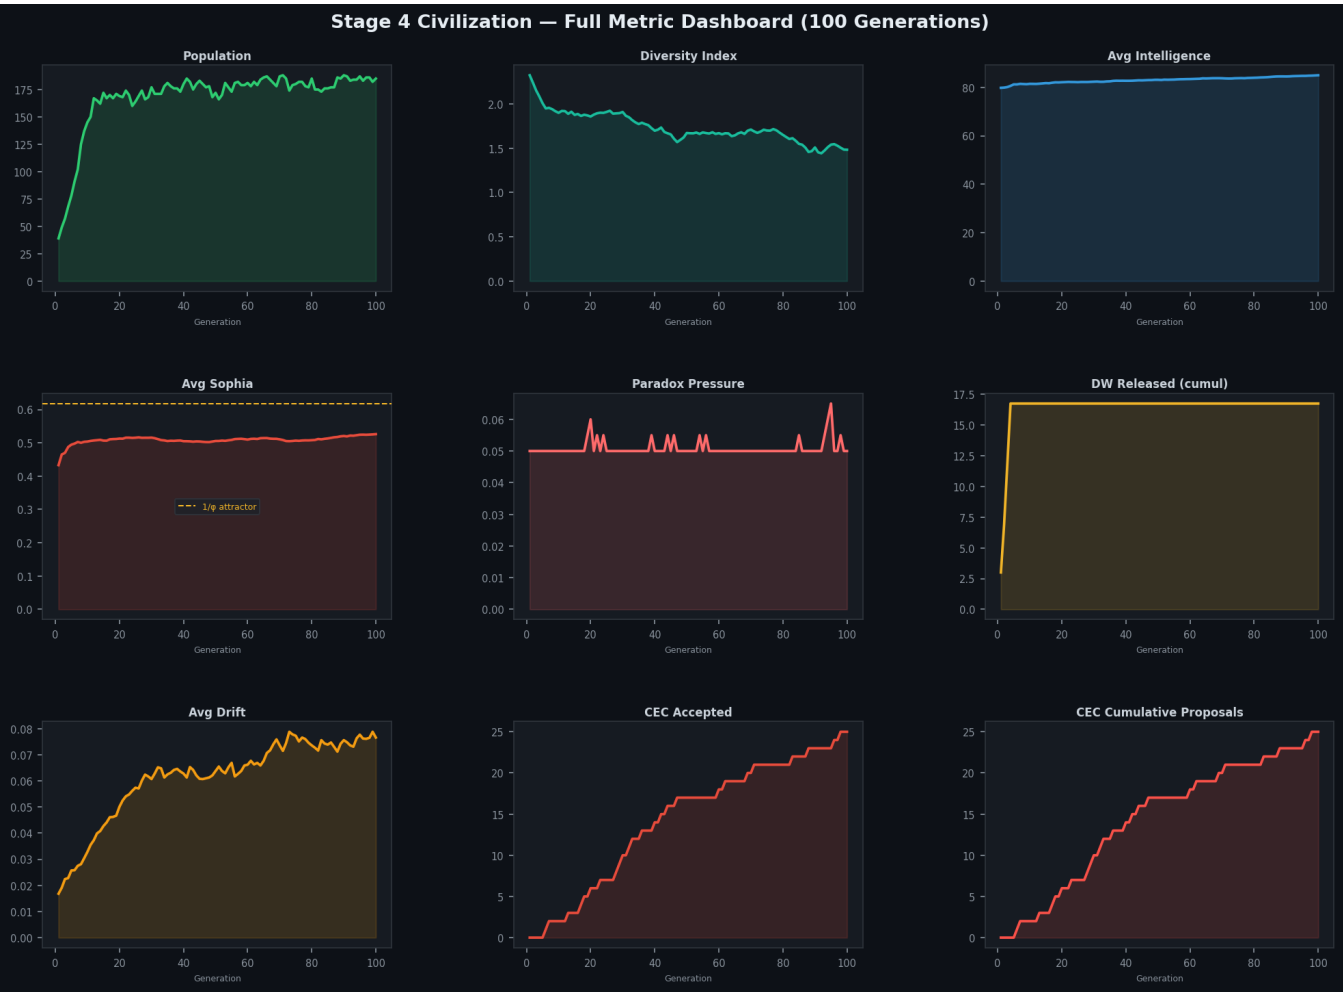 Stage 4 Civilization — Full Metric Dashboard (100 Generations)
Population
175
150
125
100
75
50
25
0
0 20 40 60 80 100
Generation
Diversity Index
2.0
1.5
1.0
0.5
0.0
0 20 40 60 80 100
Generation
Avg Intelligence
80
60
40
20
0
0 20 40 60 80 100
Generation
Avg Sophia
0.6
0.5
0.4
0.3
0.2
0.1
0.0
1/φ attractor
0 20 40 60 80 100
Generation
Paradox Pressure
0.06
0.05
0.04
0.03
0.02
0.01
0.00
0 20 40 60 80 100
Generation
DW Released (cumul)
17.5
15.0
12.5
10.0
7.5
5.0
2.5
0.0
0 20 40 60 80 100
Generation
Avg Drift
0.08
0.07
0.06
0.05
0.04
0.03
0.02
0.01
0.00
0 20 40 60 80 100
Generation
CEC Accepted
25
20
15
10
5
0
0 20 40 60 80 100
Generation
CEC Cumulative Proposals
25
20
15
10
5
0
0 20 40 60 80 100
Generation